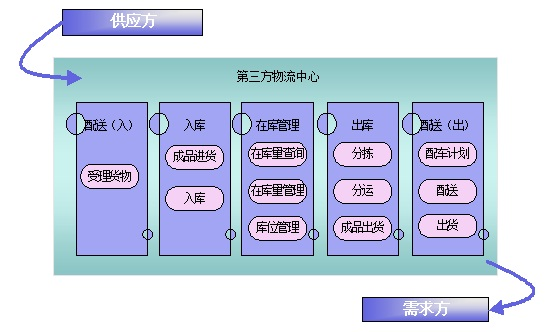 供应方
第三方物流中心
配送（入）
受理货物
入库
成品进货
入库
在库管理
在库量查询
在库量管理
库位管理
出库
分拣
分运
成品出货
配送（出）
配车计划
配送
出货
需求方